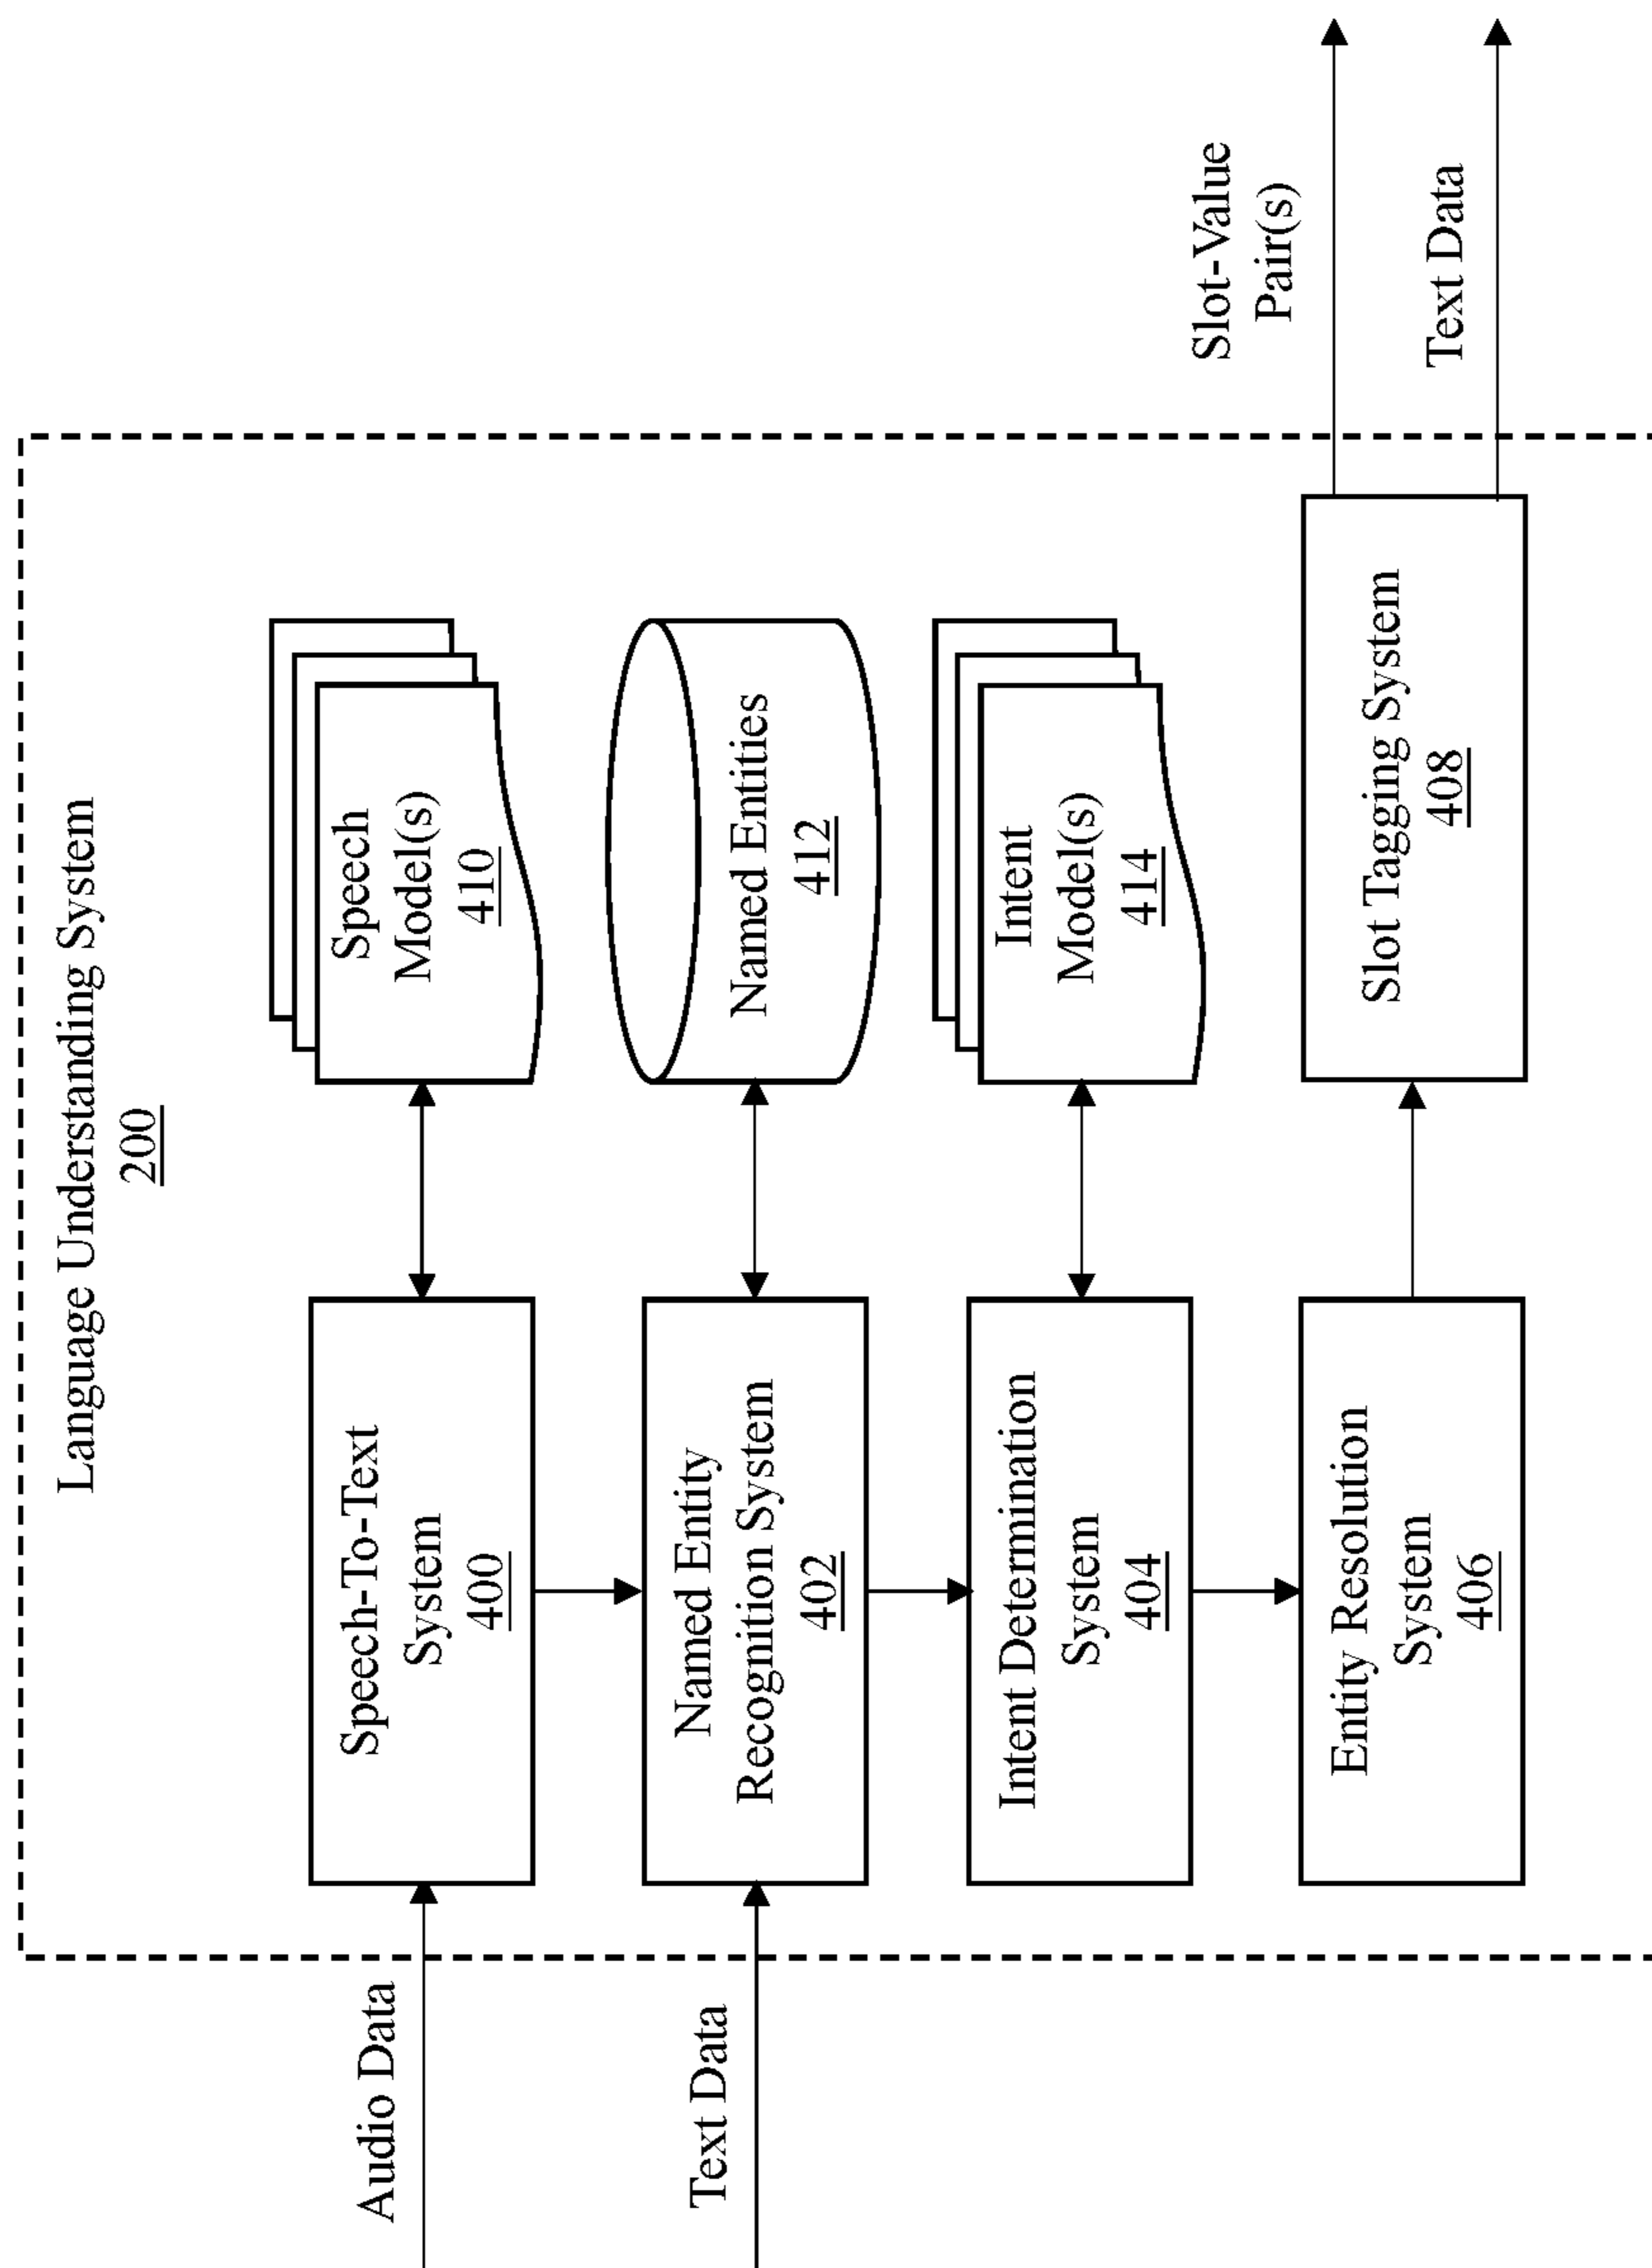 Language Understanding System
200
Audio Data
Speech-To-Text
System
400
Speech
Model(s)
410
Text Data
Named Entity
Recognition System
402
Named Entities
412
Intent Determination
System
404
Intent
Model(s)
414
Entity Resolution
System
406
Slot Tagging System
408
Slot-Value
Pair(s)
Text Data